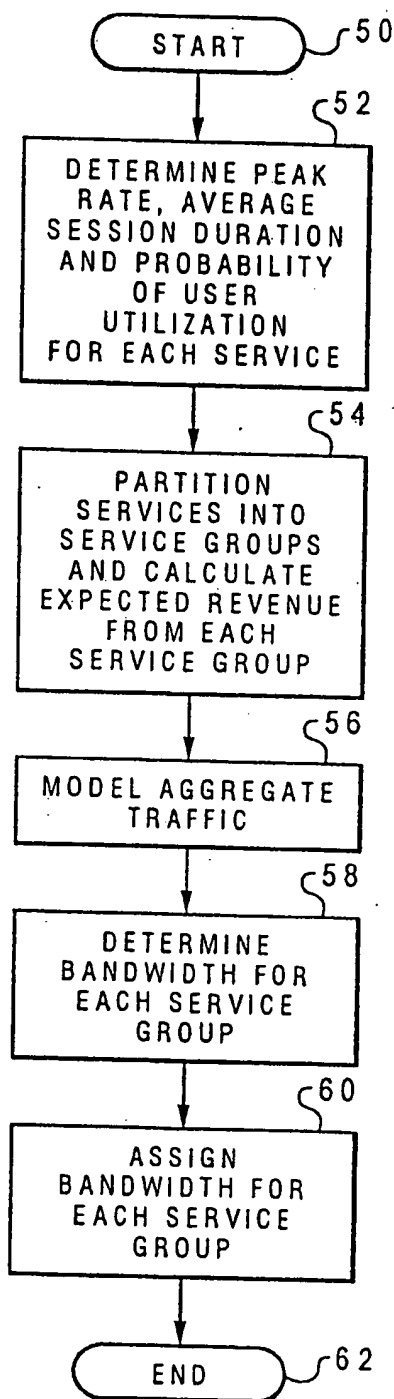 START
50
52
DETERMINE PEAK
RATE, AVERAGE
SESSION DURATION
AND PROBABILITY
OF USER
UTILIZATION
FOR EACH SERVICE
54
PARTITION
SERVICES INTO
SERVICE GROUPS
AND CALCULATE
EXPECTED REVENUE
FROM EACH
SERVICE GROUP
56
MODEL AGGREGATE
TRAFFIC
58
DETERMINE
BANDWIDTH FOR
EACH SERVICE
GROUP
60
ASSIGN
BANDWIDTH FOR
EACH SERVICE
GROUP
END
62